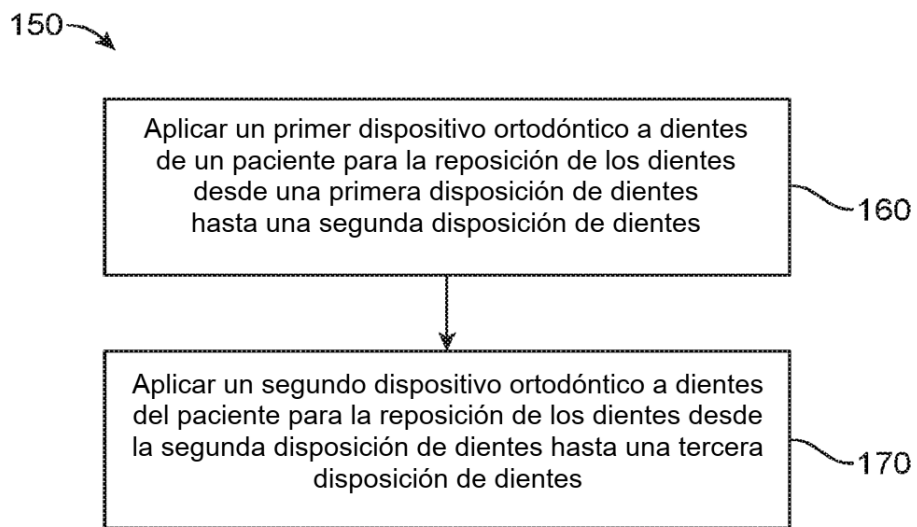 150
Aplicar un primer dispositivo ortodóntico a dientes
de un paciente para la reposición de los dientes
desde una primera disposición de dientes
hasta una segunda disposición de dientes
160
Aplicar un segundo dispositivo ortodóntico a dientes
del paciente para la reposición de los dientes desde
la segunda disposición de dientes hasta una tercera
disposición de dientes
170